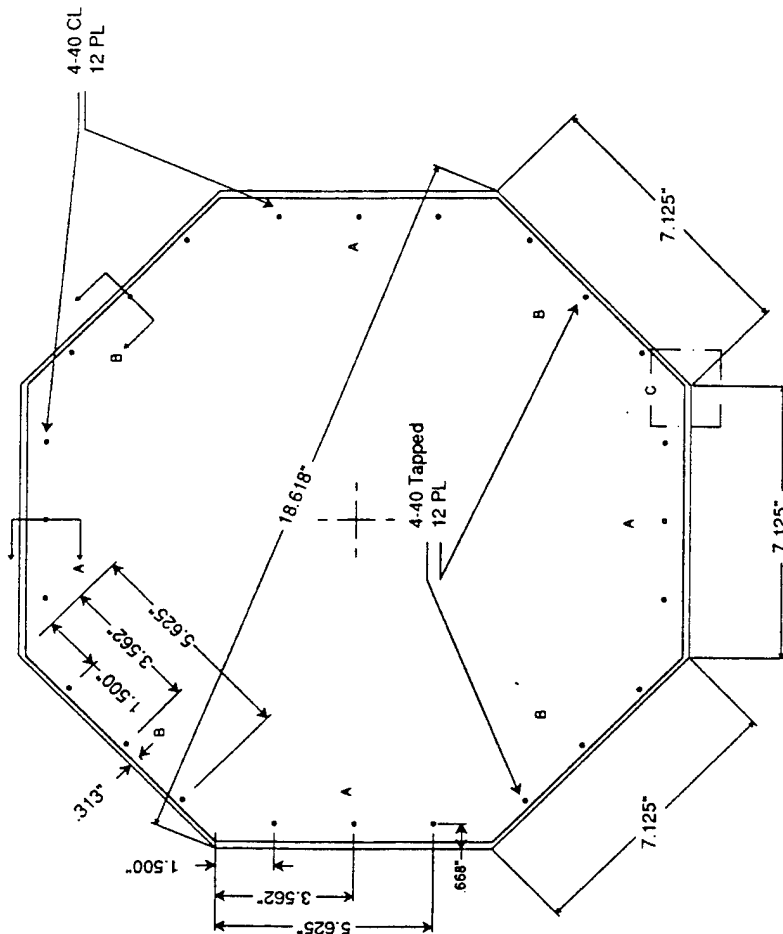 4-40 CL
12 PL
A
B
7.125"
B
C
18.618"
4-40 Tapped
12 PL
A
7.125"
A
5.625"
3.562"
1.500"
B
.313"
A
B
7.125"
1.500"
3.562"
5.625"
.668"